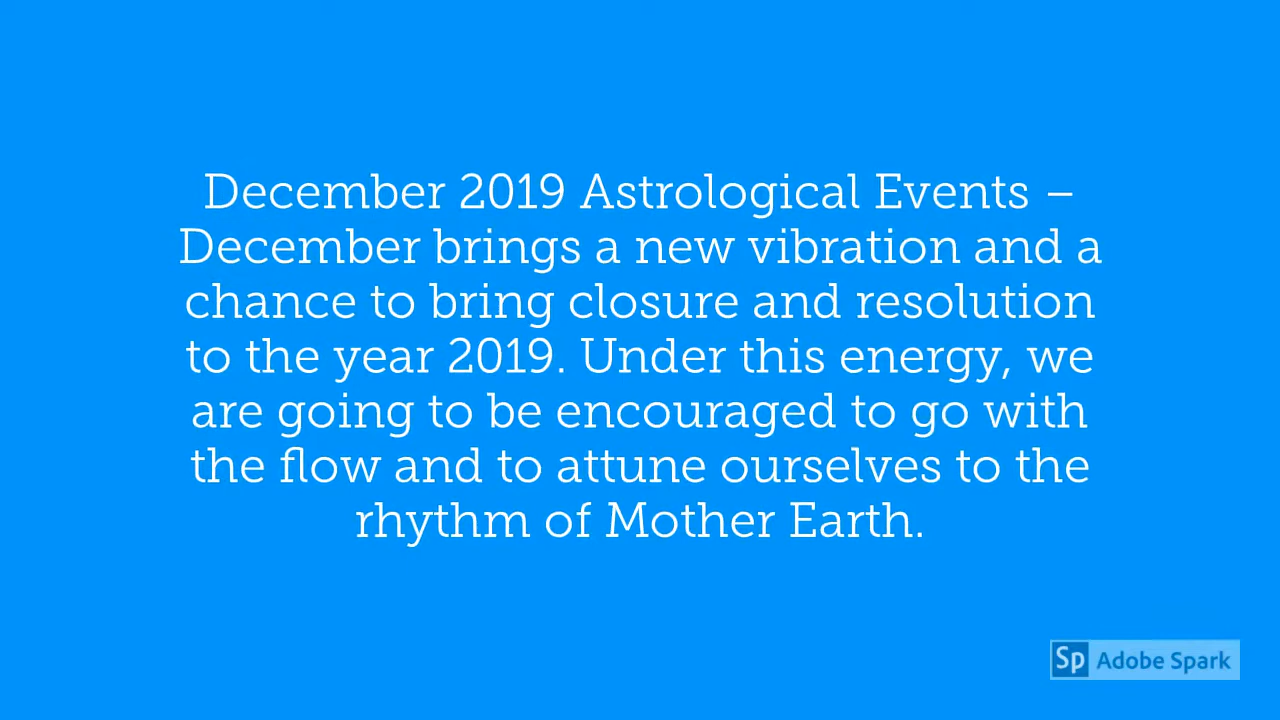 December 2019 Astrological Events –
December brings a new vibration and a
chance to bring closure and resolution
to the year 2019. Under this energy, we
are going to be encouraged to go with
the flow and to attune ourselves to the
rhythm of Mother Earth.
Sp Adobe Spark